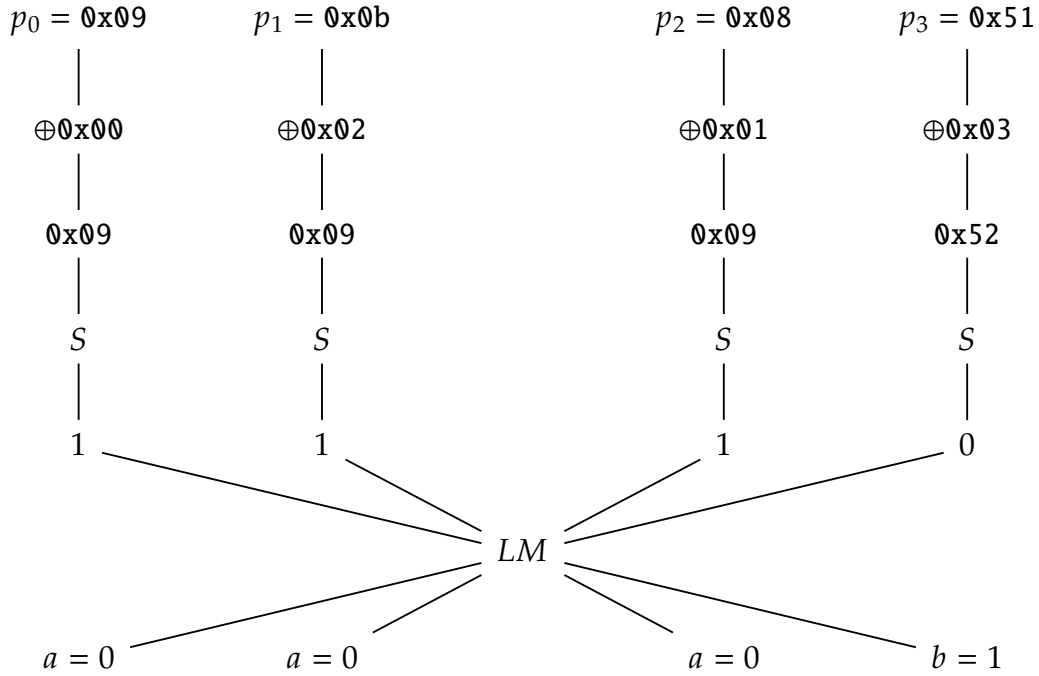 p₀ = 0x09 p₁ = 0x0b p₂ = 0x08 p₃ = 0x51
⊕0x00 ⊕0x02 ⊕0x01 ⊕0x03
0x09 0x09 0x09 0x52
S S S S
1 1 1 0
LM
a = 0 a = 0 a = 0 b = 1